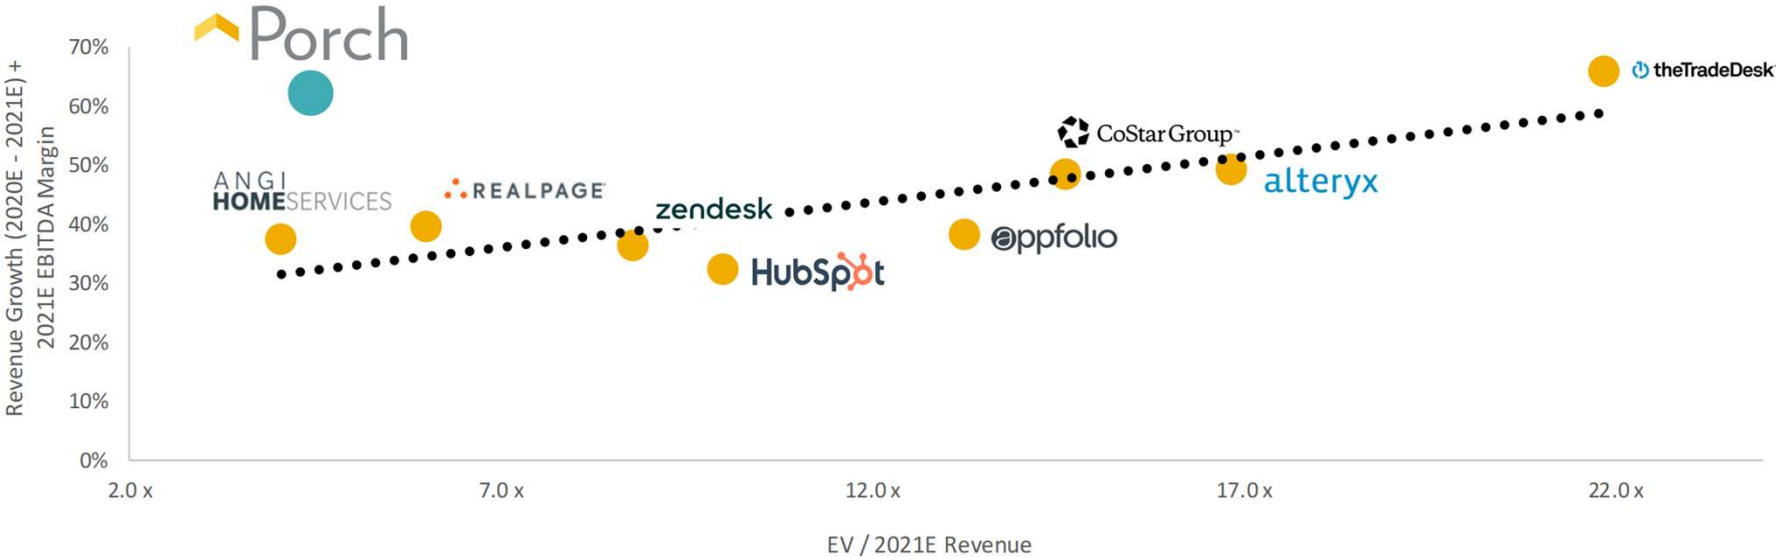 Porch
70%
60%
50%
40%
30%
20%
10%
0%
Revenue Growth (2020E - 2021E) +
2021E EBITDA Margin
theTradeDesk
CoStar Group™
ANGI
HOMESERVICES
REALPAGE
zendesk
alteryx
HubSpot
appfolio
2.0 x
7.0 x
12.0 x
17.0 x
22.0 x
EV / 2021E Revenue